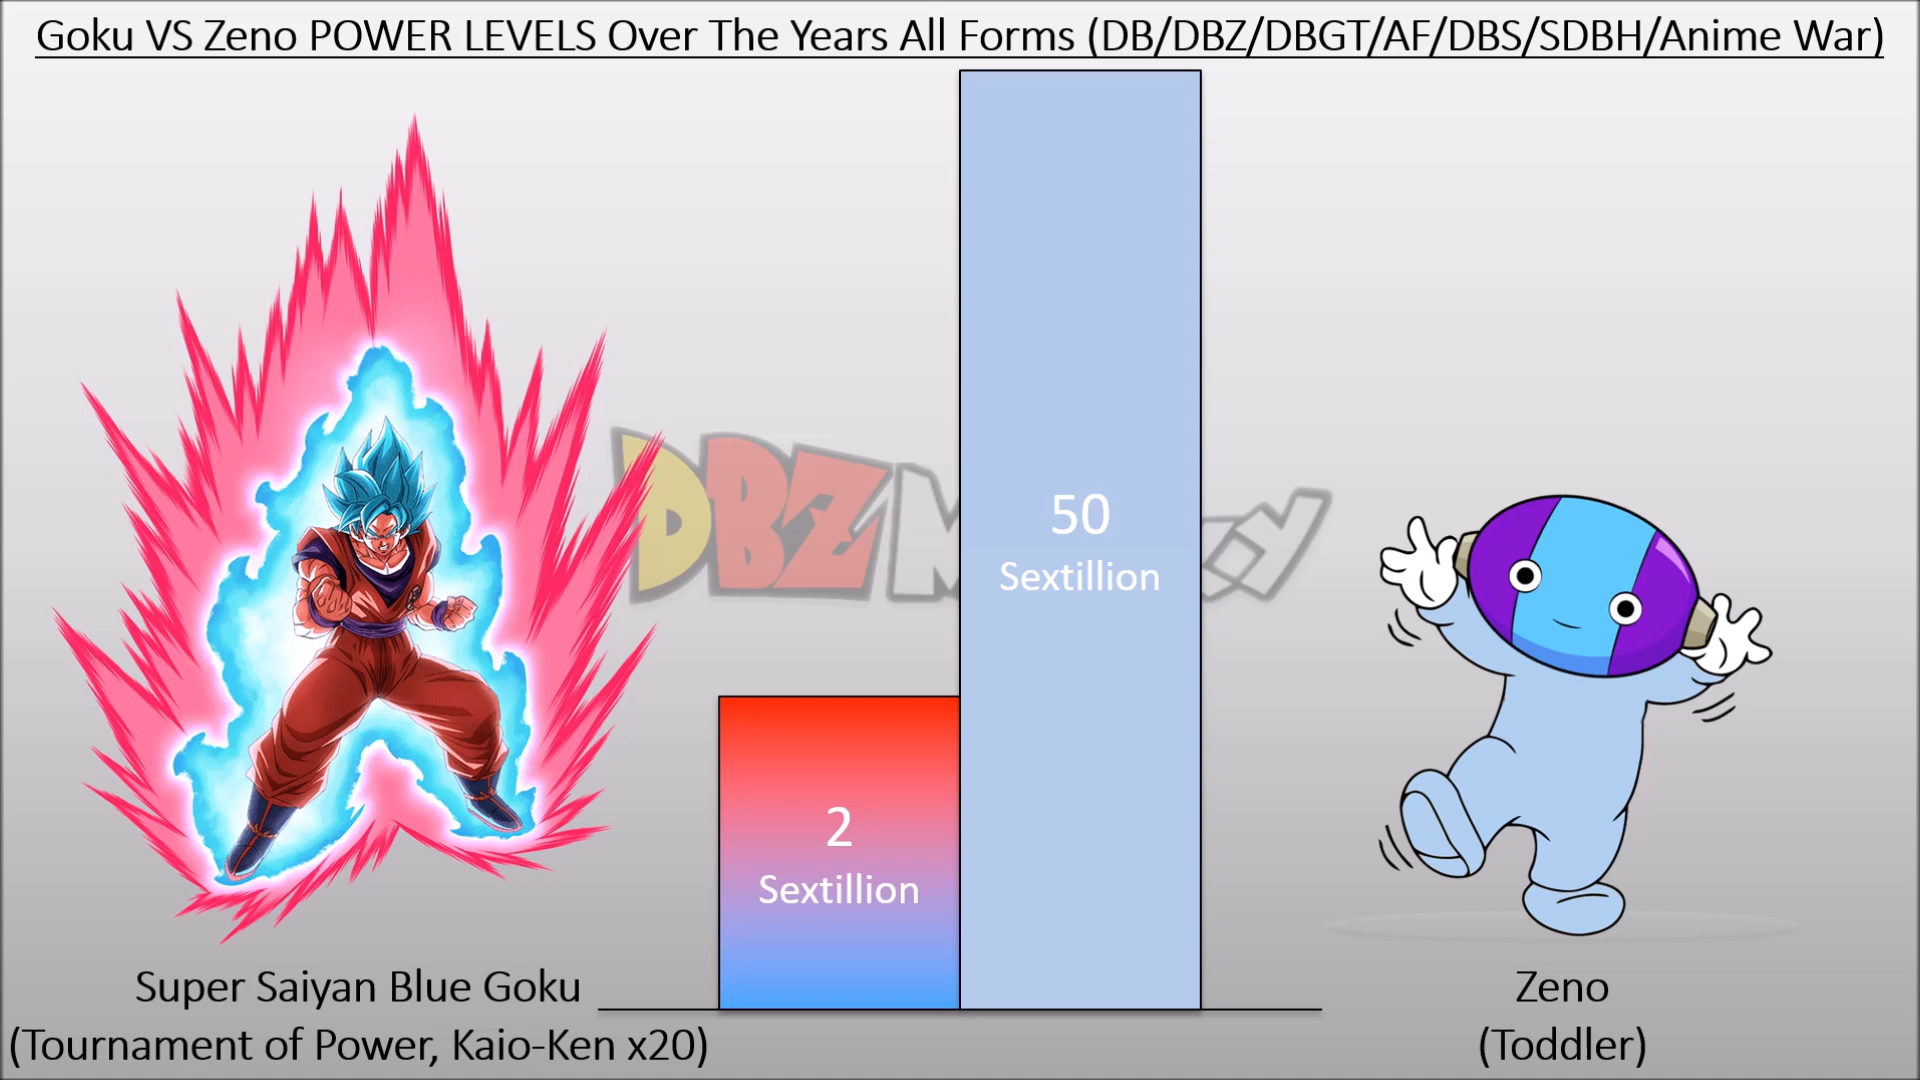 Goku VS Zeno POWER LEVELS Over The Years All Forms (DB/DBZ/DBGT/AF/DBS/SDBH/Anime War)
DBZ
50
Sextillion
2
Sextillion
Super Saiyan Blue Goku
(Tournament of Power, Kaio-Ken x20)
Zeno
(Toddler)